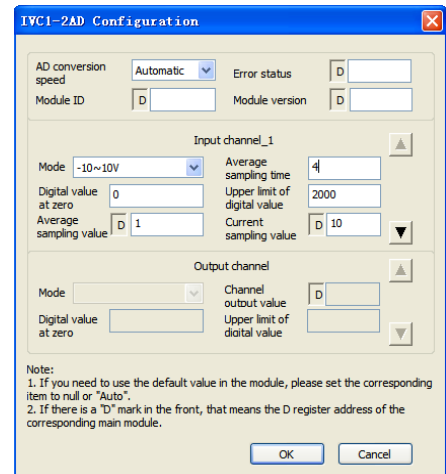 IVC1-2AD Configuration
AD conversion speed Automatic Error status D
Module ID D Module version D
Input channel_1
Mode -10~10V Average sampling time 4
Digital value at zero 0 Upper limit of digital value 2000
Average sampling value D 1 Current sampling value D 10
Output channel
Mode Channel output value D
Digital value at zero Upper limit of digital value
Note:
1. If you need to use the default value in the module, please set the corresponding
item to null or "Auto".
2. If there is a "D" mark in the front, that means the D register address of the
corresponding main module.
OK Cancel